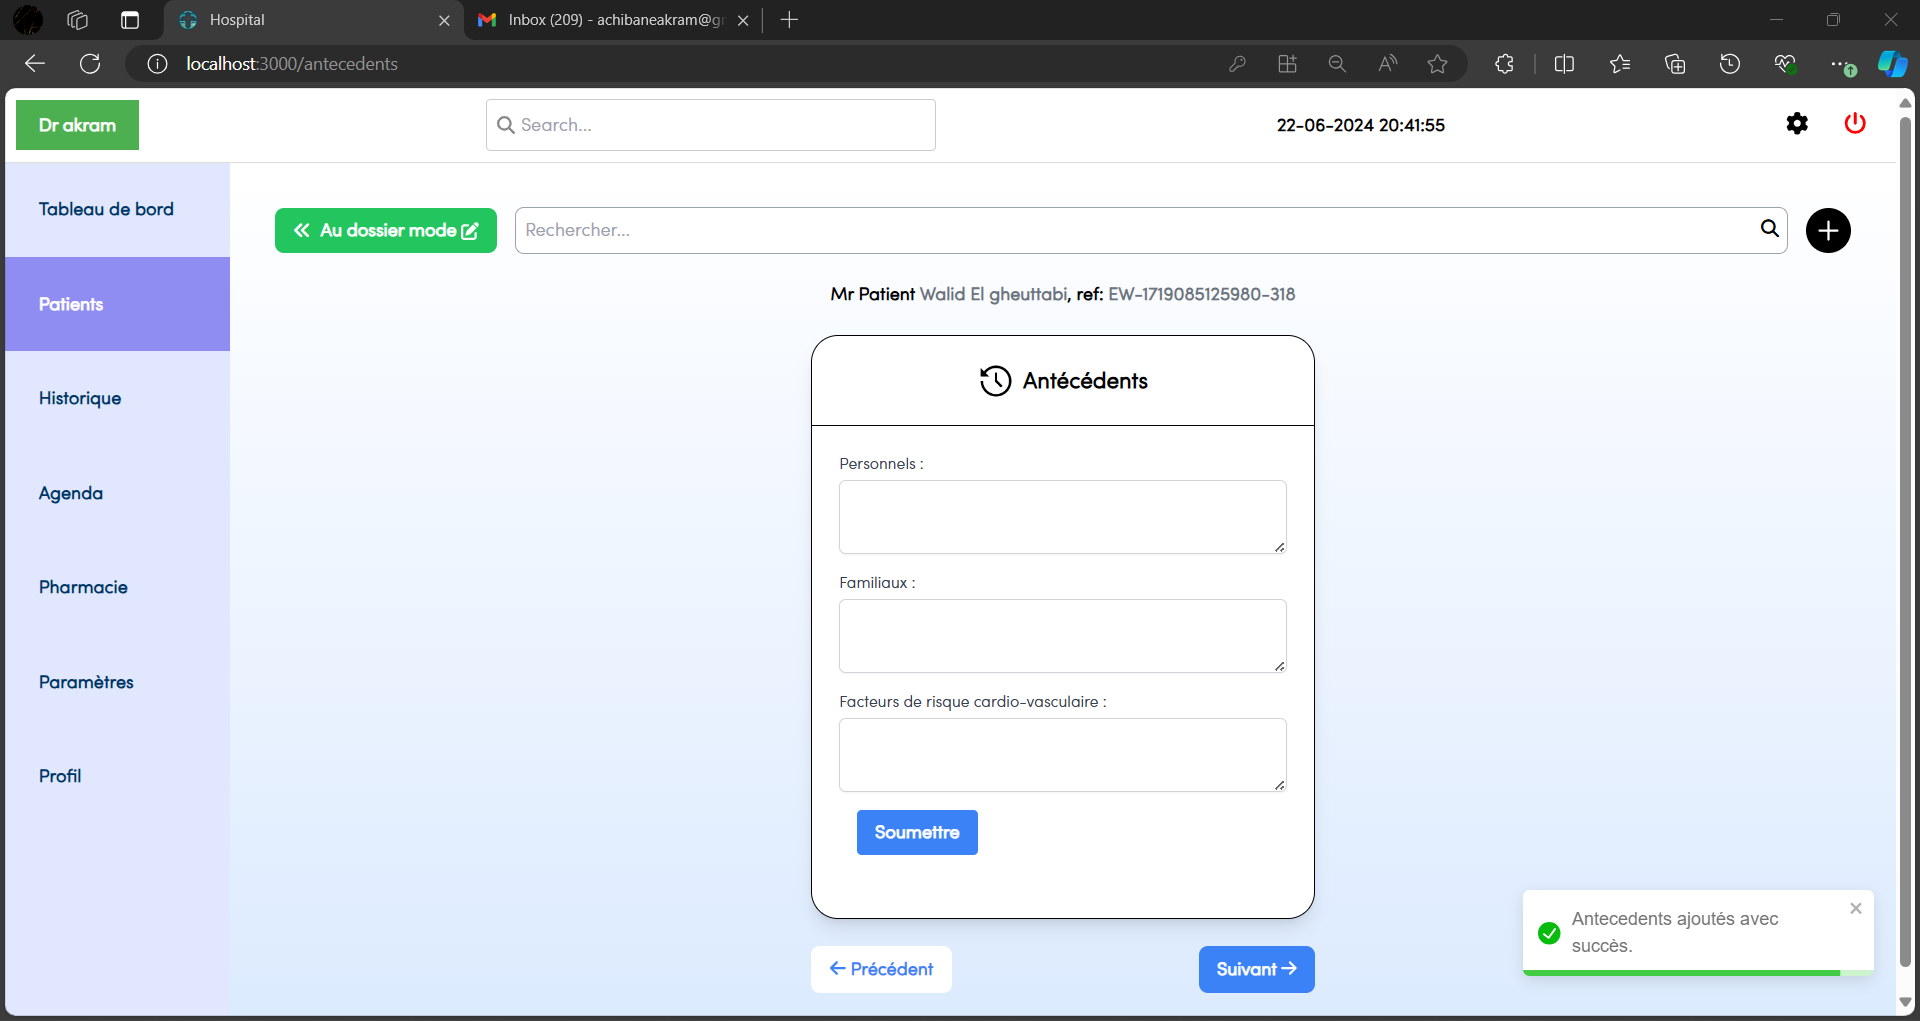 Hospital
Inbox (209) - achibaneakram@gr
localhost:3000/antecedents
Dr akram
Search...
22-06-2024 20:41:55
Tableau de bord
Patients
Historique
Agenda
Pharmacie
Paramètres
Profil
Au dossier mode
Rechercher...
Mr Patient Walid El gheuttabi, ref: EW-1719085125980-318
Antécédents
Personnels :
Familiaux :
Facteurs de risque cardio-vasculaire :
Soumettre
Précédent
Suivant
Antecedents ajoutés avec
succès.